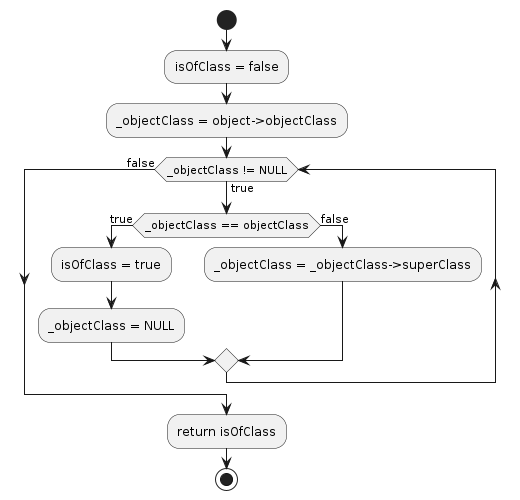 isOfClass = false
_objectClass = object->objectClass
false
_objectClass != NULL
true
true
_objectClass == objectClass
false
isOfClass = true
_objectClass = _objectClass->superClass
_objectClass = NULL
return isOfClass